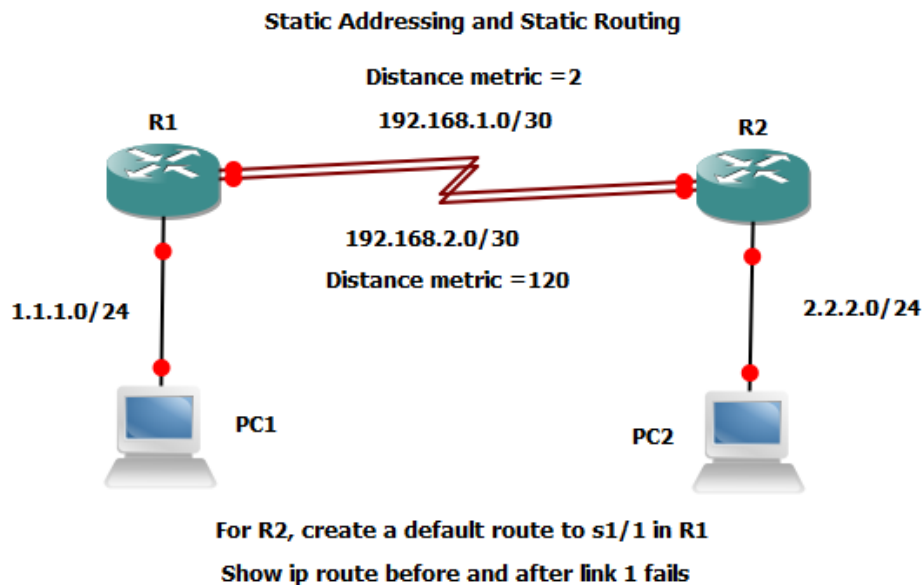 Static Addressing and Static Routing
Distance metric =2
R1
192.168.1.0/30
R2
192.168.2.0/30
Distance metric =120
1.1.1.0/24
2.2.2.0/24
PC1
PC2
For R2, create a default route to s1/1 in R1
Show ip route before and after link 1 fails